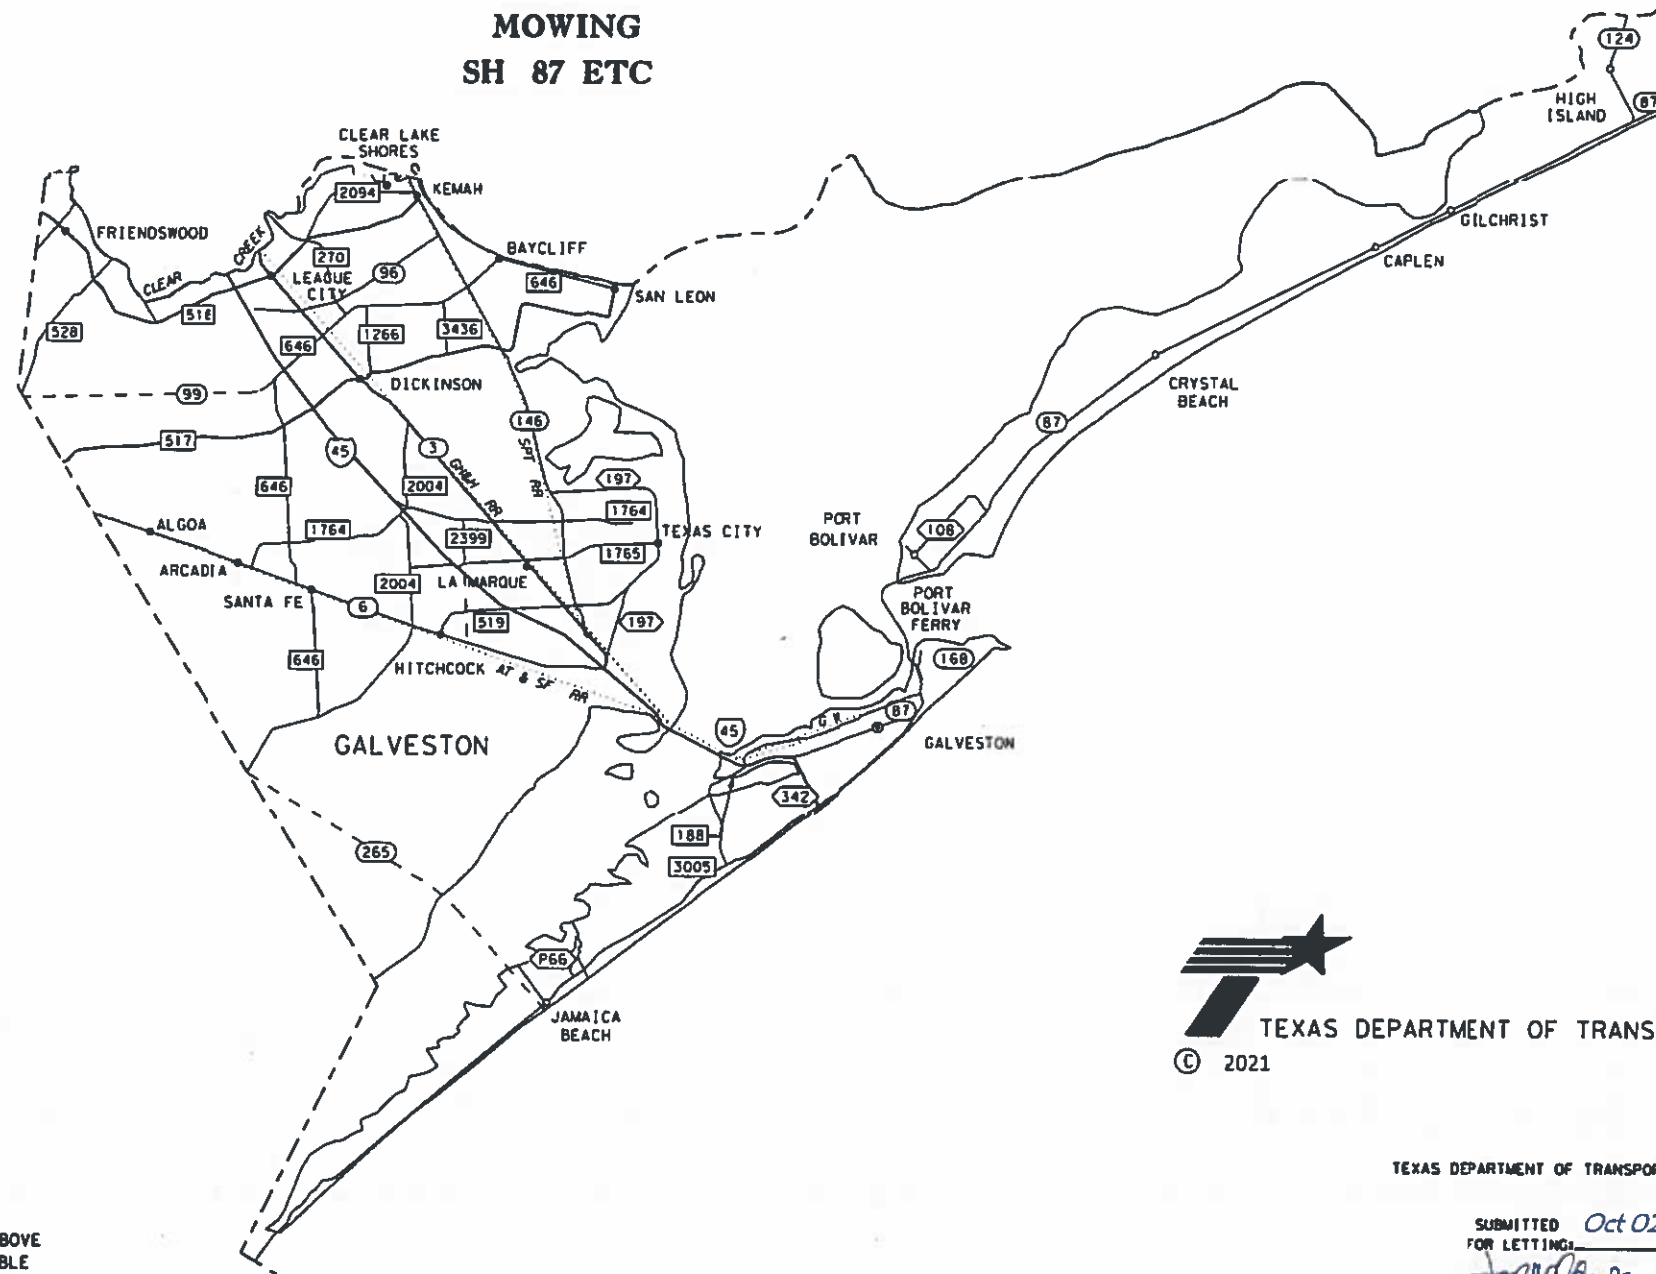 MOWING
SH 87 ETC
124
HIGH
ISLAND
87
CLEAR LAKE
SHORES
2094
KEMAH
FRIENDSWOOD
CREEK
CLEAR
270
LEAGUE
CITY
96
BAYCLIFF
646
SAN LEON
GILCHRIST
CAPLEN
518
528
646
1266
3436
DICKINSON
99
CRYSTAL
BEACH
517
45
3
146
87
GH&H RR
SPT RR
646
2004
197
1764
ALGOA
1764
2399
TEXAS CITY
1765
PORT
BOLIVAR
108
ARCADIA
2004
LA MARQUE
SANTA FE
6
519
197
PORT
BOLIVAR
FERRY
646
HITCHCOCK
AT & SF RR
168
GALVESTON
45
87
GALVESTON
342
188
265
3005
P66
JAMAICA
BEACH
TEXAS DEPARTMENT OF TRANS
© 2021
TEXAS DEPARTMENT OF TRANSPO
BOVE
BLE
SUBMITTED Oct 02
FOR LETTING: